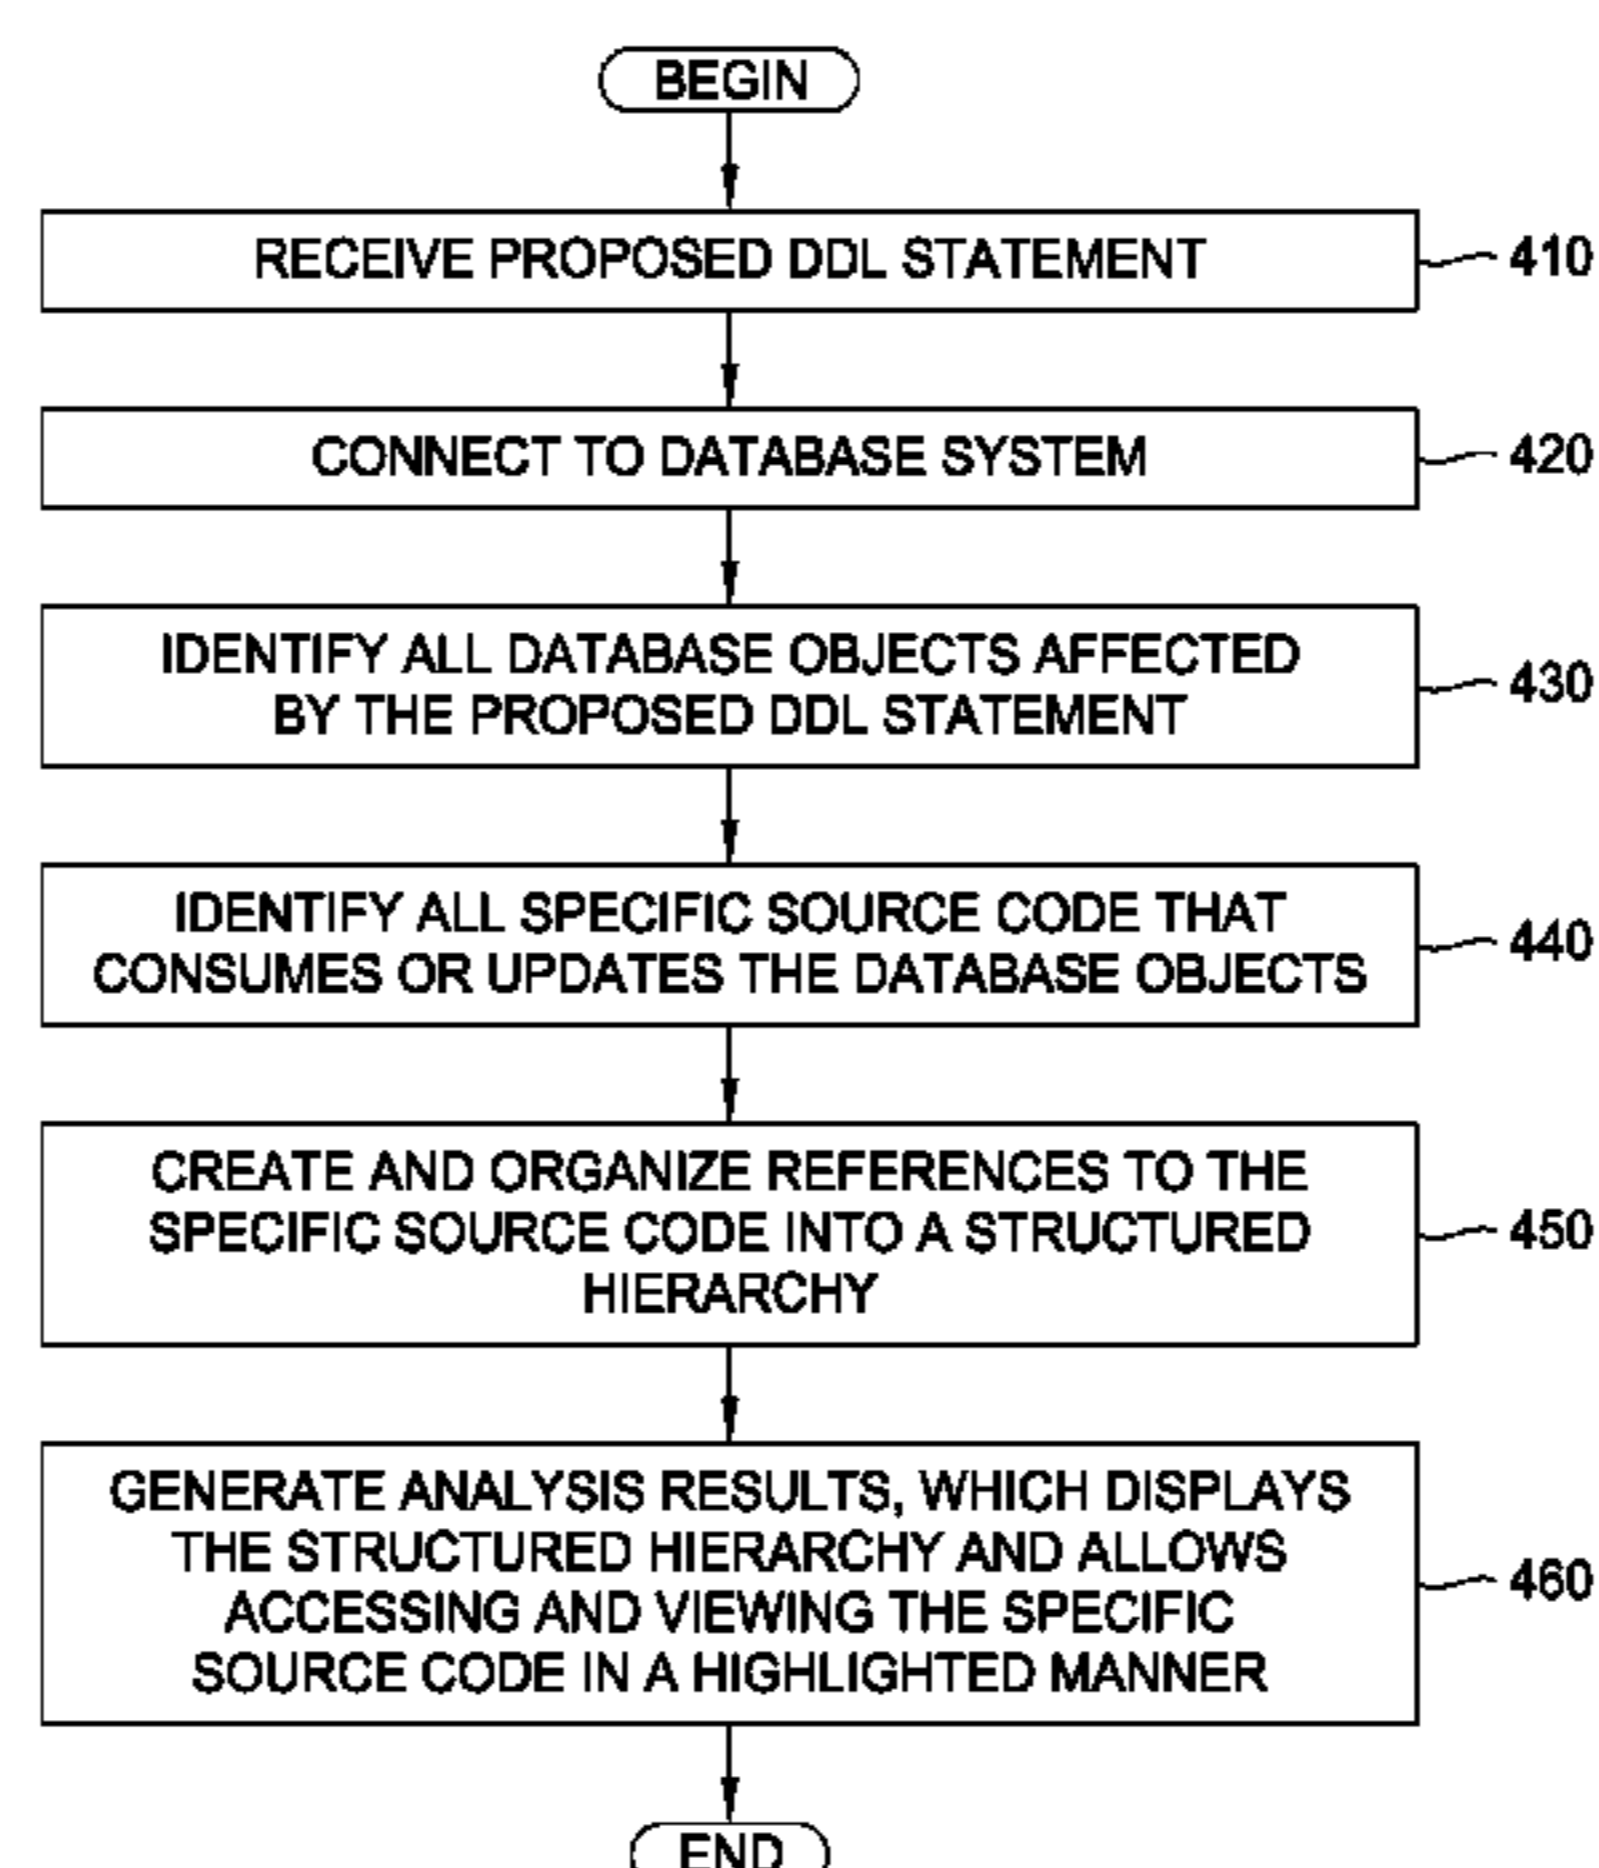 BEGIN
RECEIVE PROPOSED DDL STATEMENT
410
CONNECT TO DATABASE SYSTEM
420
IDENTIFY ALL DATABASE OBJECTS AFFECTED
BY THE PROPOSED DDL STATEMENT
430
IDENTIFY ALL SPECIFIC SOURCE CODE THAT
CONSUMES OR UPDATES THE DATABASE OBJECTS
440
CREATE AND ORGANIZE REFERENCES TO THE
SPECIFIC SOURCE CODE INTO A STRUCTURED
HIERARCHY
450
GENERATE ANALYSIS RESULTS, WHICH DISPLAYS
THE STRUCTURED HIERARCHY AND ALLOWS
ACCESSING AND VIEWING THE SPECIFIC
SOURCE CODE IN A HIGHLIGHTED MANNER
460
END